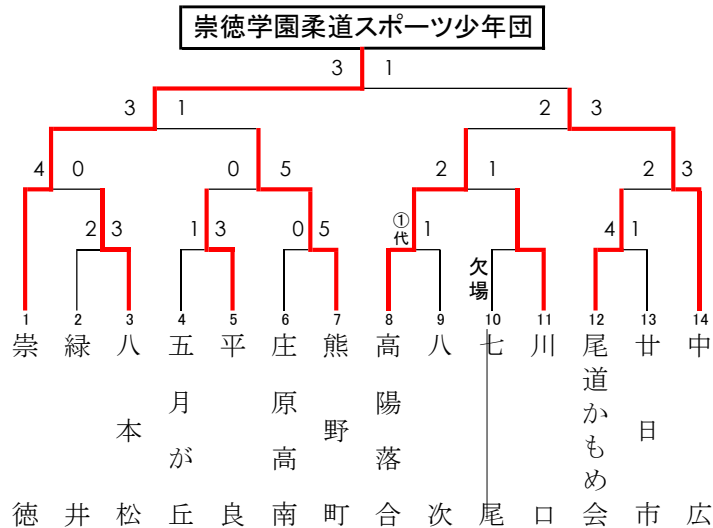 崇徳学園柔道スポーツ少年団
3 1
3 1 2 3
4 0 0 5 2 1 2 3
2 3 1 3 0 5 ①代 1 欠場 4 1
1 2 3 4 5 6 7 8 9 10 11 12 13 14
崇徳
緑井
八本松
五月が丘
平良
庄原高南
熊野町
高陽落合
八次
七尾
川口
尾道かもめ会
廿日市
中広